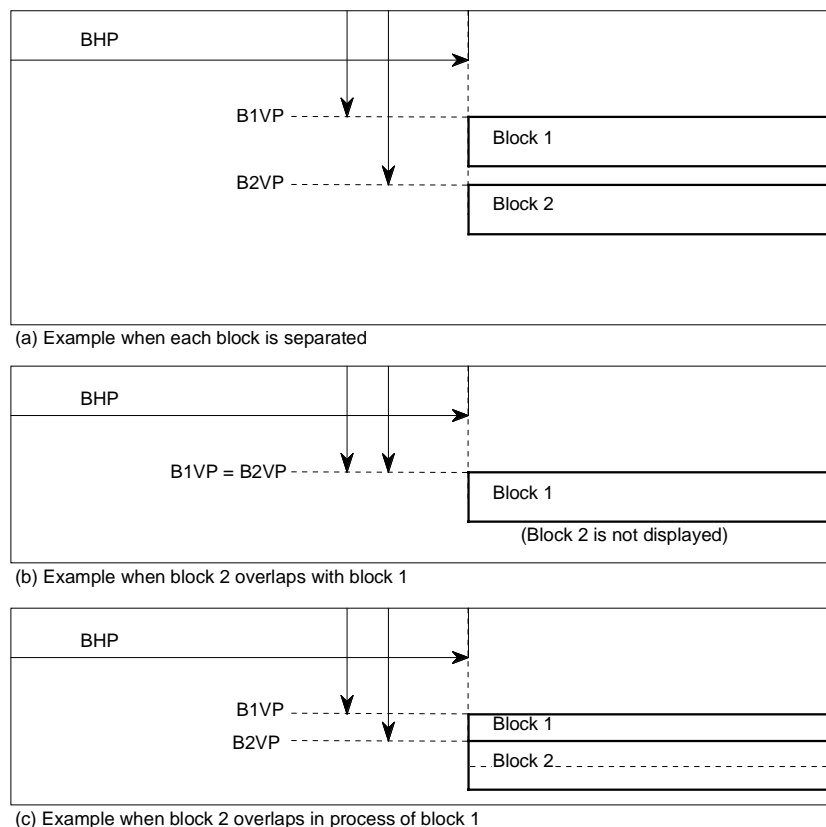 BHP
B1VP
Block 1
B2VP
Block 2
(a) Example when each block is separated
BHP
B1VP = B2VP
Block 1
(Block 2 is not displayed)
(b) Example when block 2 overlaps with block 1
BHP
B1VP
Block 1
B2VP
Block 2
(c) Example when block 2 overlaps in process of block 1